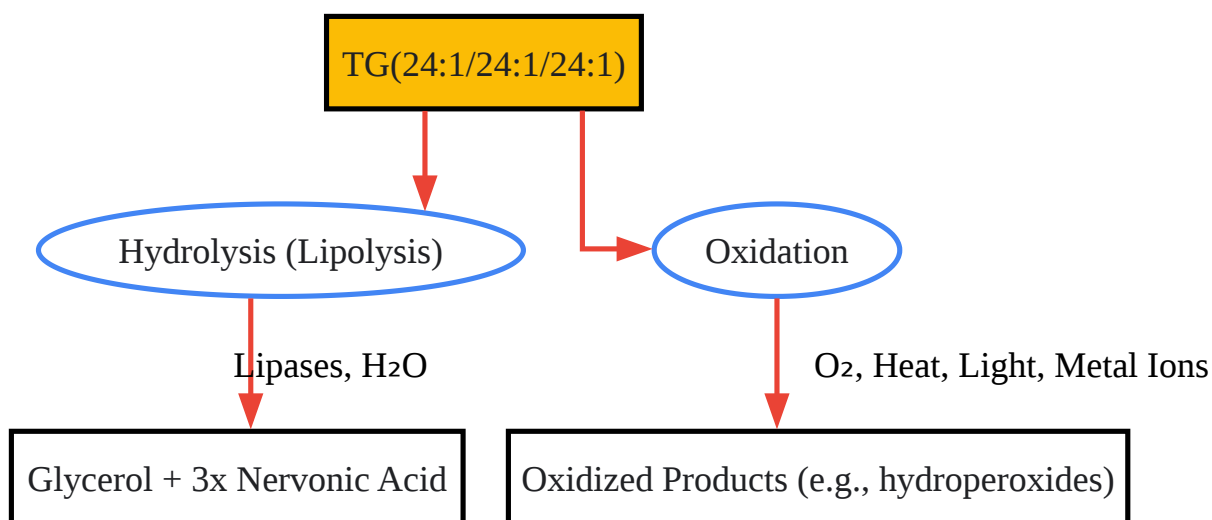 TG(24:1/24:1/24:1)
Hydrolysis (Lipolysis)
Oxidation
Lipases, H₂O
O₂, Heat, Light, Metal Ions
Glycerol + 3x Nervonic Acid
Oxidized Products (e.g., hydroperoxides)